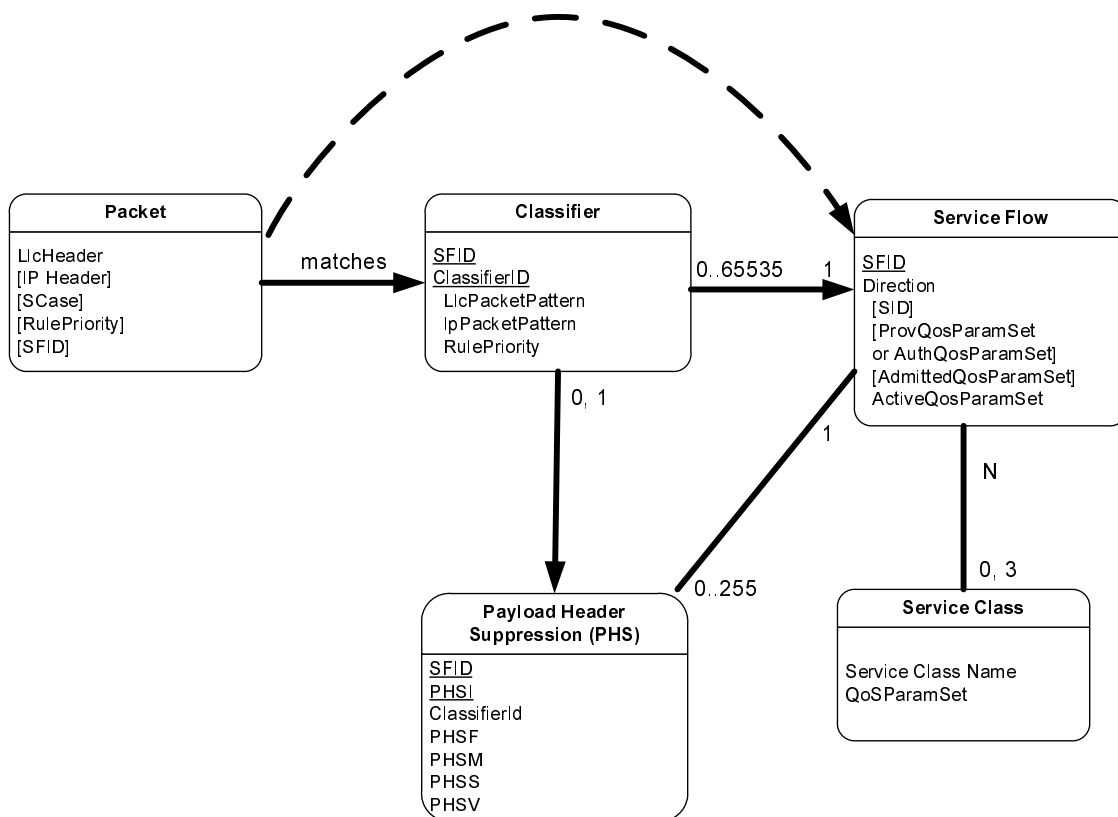 Packet
LlcHeader
[IP Header]
[SCase]
[RulePriority]
[SFID]
matches
Classifier
SFID
ClassifierID
LlcPacketPattern
IpPacketPattern
RulePriority
0..65535
1
Service Flow
SFID
Direction
[SID]
[ProvQosParamSet
or AuthQosParamSet]
[AdmittedQosParamSet]
ActiveQosParamSet
0, 1
1
N
0..255
0, 3
Payload Header
Suppression (PHS)
SFID
PHSI
ClassifierId
PHSF
PHSM
PHSS
PHSV
Service Class
Service Class Name
QoSParamSet